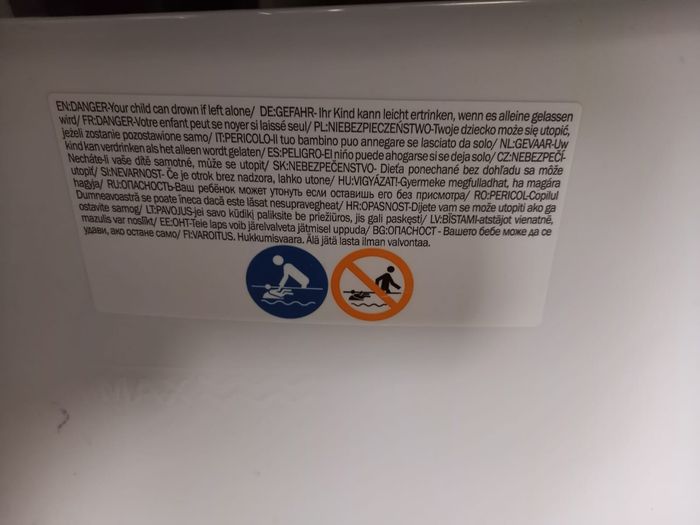 EN:DANGER-Your child can drown if left alone/ DE:GEFAHR- Ihr Kind kann leicht ertrinken, wenn es alleine gelassen
wird/ FR:DANGER-Votre enfant peut se noyer si laissé seul/ PL:NIEBEZPIECZEŃSTWO-Twoje dziecko może się utopić,
jeżeli zostanie pozostawione samo/ IT:PERICOLO-Il tuo bambino puo annegare se lasciato da solo/ NL:GEVAAR-Uw
kind kan verdrinken als het alleen wordt gelaten/ ES:PELIGRO-El niño puede ahogarse si se deja solo/ CZ:NEBEZPEČÍ-
Necháte-li vaše dítě samotné, může se utopit/ SK:NEBEZPEČENSTVO- Dieťa ponechané bez dohľadu sa môže
utopiť/ SI:NEVARNOST- Če je otrok brez nadzora, lahko utone/ HU:VIGYÁZAT!-Gyermeke megfulladhat, ha magára
hagyja/ RU:ОПАСНОСТЬ-Ваш ребёнок может утонуть если оставишь его без присмотра/ RO:PERICOL-Copilul
Dumneavoastră se poate îneca dacă este lăsat nesupravegheat/ HR:OPASNOST-Dijete vam se može utopiti ako ga
ostavite samog/ LT:PAVOJUS-jei savo kūdikį paliksite be priežiūros, jis gali paskęsti/ LV:BĪSTAMI-atstājot vienatnē,
mazulis var noslīkt/ EE:OHT-Teie laps võib järelvalveta jätmisel uppuda/ BG:ОПАСНОСТ - Вашето бебе може да се
удави, ако остане само/ FI:VAROITUS. Hukkumisvaara. Älä jätä lasta ilman valvontaa.